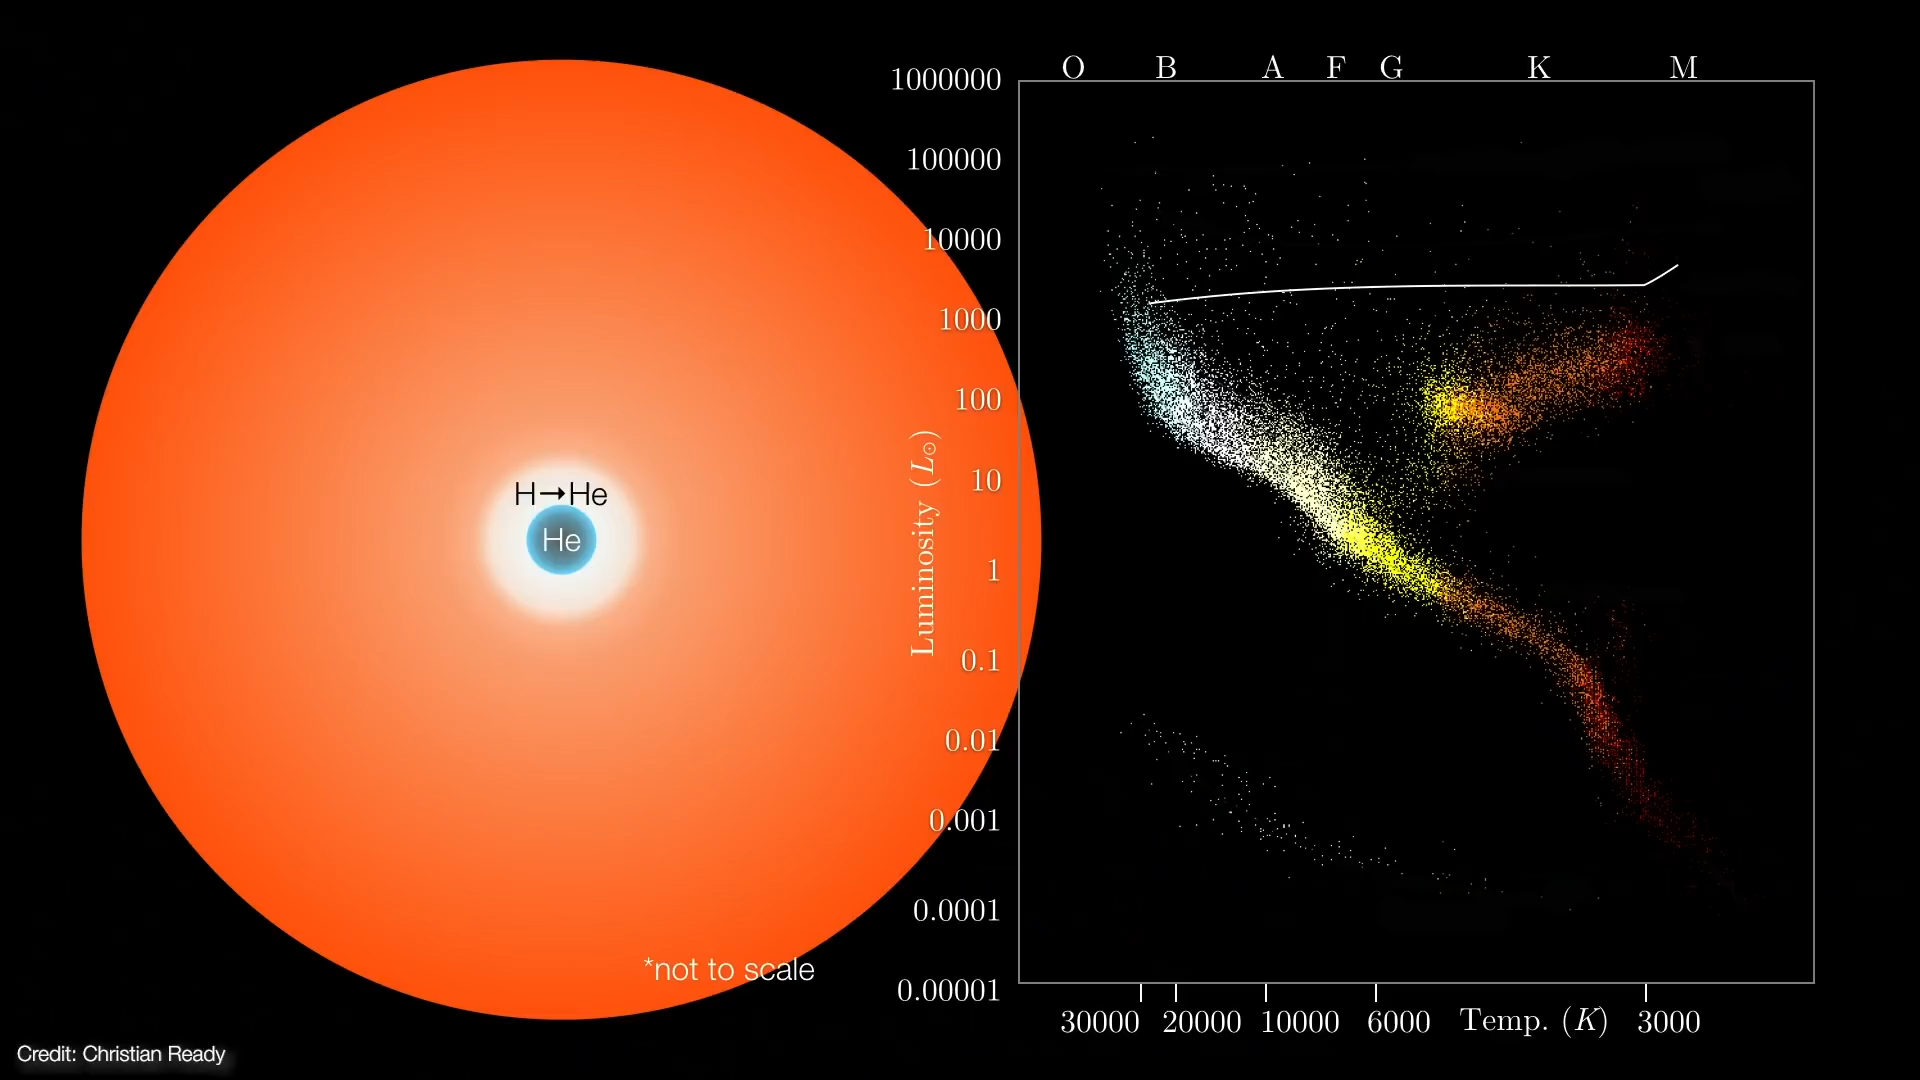 H→He
He
*not to scale
Credit: Christian Ready
O B A F G K M
1000000
100000
10000
1000
100
10
1
0.1
0.01
0.001
0.0001
0.00001
Luminosity (L☉)
30000 20000 10000 6000 Temp. (K) 3000